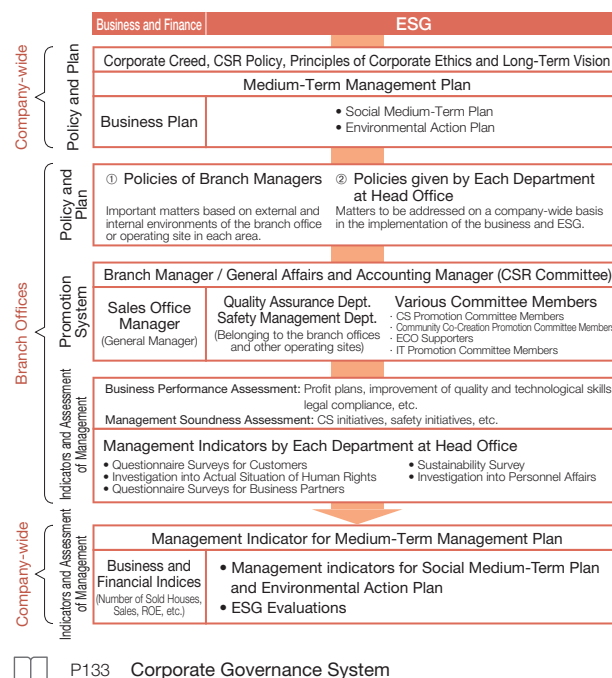 Business and Finance
ESG
Company-wide
Policy and Plan
Corporate Creed, CSR Policy, Principles of Corporate Ethics and Long-Term Vision
Medium-Term Management Plan
Business Plan
• Social Medium-Term Plan
• Environmental Action Plan
Branch Offices
Policy and
Plan
① Policies of Branch Managers
Important matters based on external and
internal environments of the branch office
or operating site in each area.
② Policies given by Each Department
at Head Office
Matters to be addressed on a company-wide basis
in the implementation of the business and ESG.
Promotion
System
Branch Manager / General Affairs and Accounting Manager (CSR Committee)
Sales Office
Manager
(General Manager)
Quality Assurance Dept.
Safety Management Dept.
(Belonging to the branch offices
and other operating sites)
Various Committee Members
· CS Promotion Committee Members
· Community Co-Creation Promotion Committee Members
· ECO Supporters
· IT Promotion Committee Members
Indicators and Assessment
of Management
Business Performance Assessment: Profit plans, improvement of quality and technological skills
legal compliance, etc.
Management Soundness Assessment: CS initiatives, safety initiatives, etc.
Management Indicators by Each Department at Head Office
• Questionnaire Surveys for Customers
• Investigation into Actual Situation of Human Rights
• Questionnaire Surveys for Business Partners
• Sustainability Survey
• Investigation into Personnel Affairs
Company-wide
Indicators and Assessment
of Management
Management Indicator for Medium-Term Management Plan
Business and
Financial Indices
(Number of Sold Houses,
Sales, ROE, etc.)
• Management indicators for Social Medium-Term Plan
and Environmental Action Plan
• ESG Evaluations
P133 Corporate Governance System